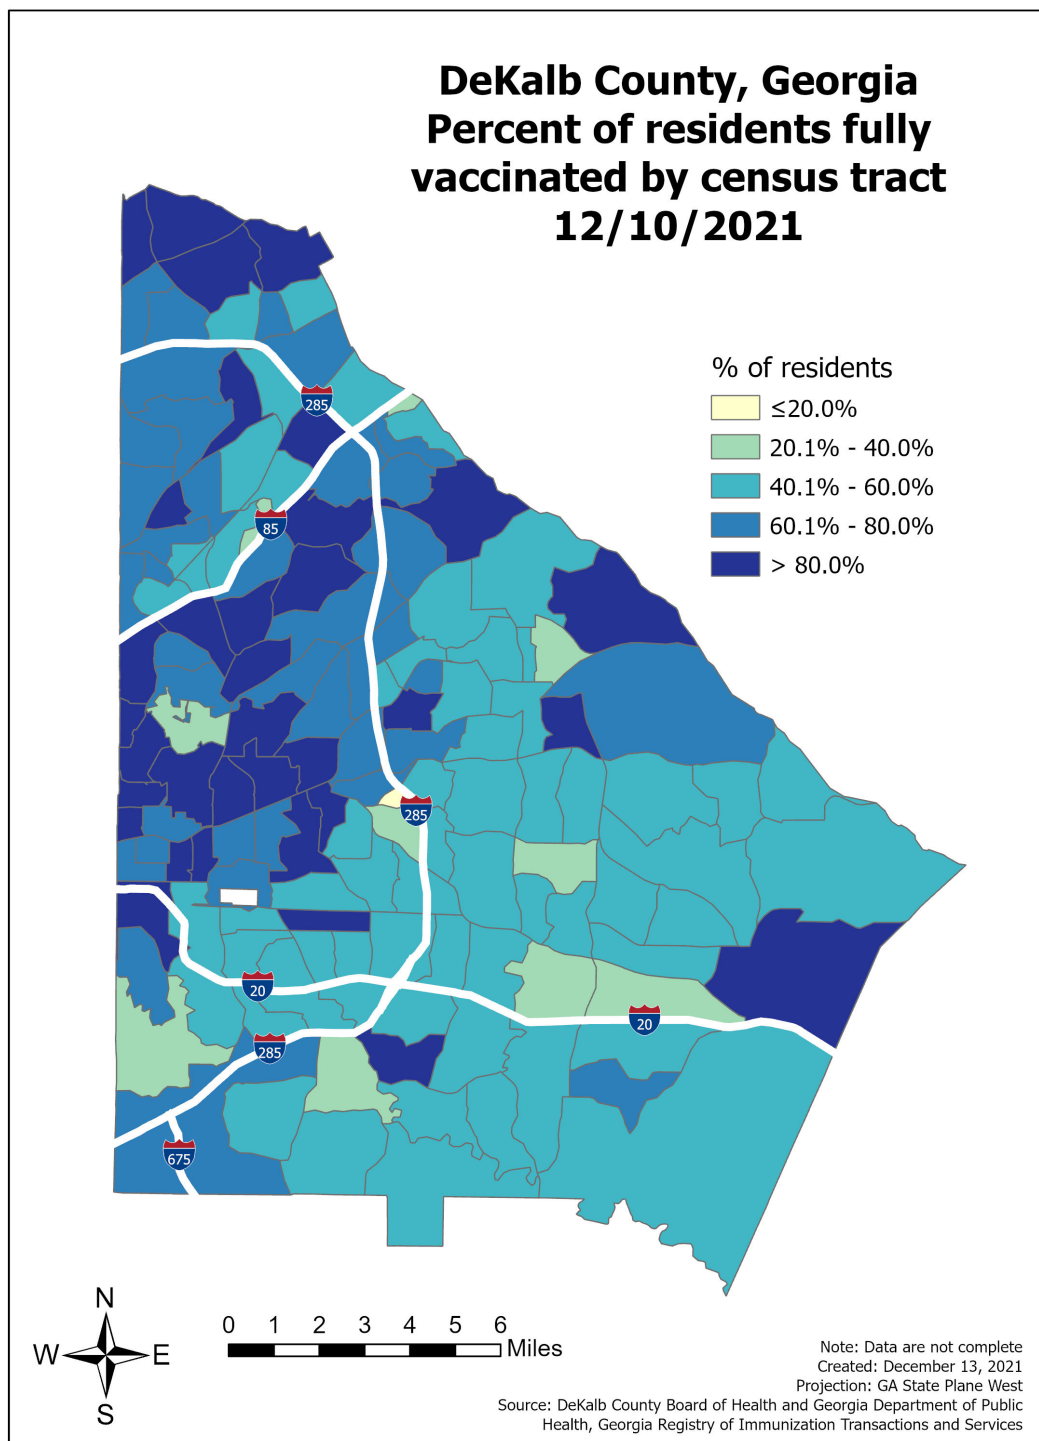 DeKalb County, Georgia
Percent of residents fully
vaccinated by census tract
12/10/2021
% of residents
≤20.0%
20.1% - 40.0%
40.1% - 60.0%
60.1% - 80.0%
> 80.0%
285
85
285
20
20
285
675
N
W E
S
0 1 2 3 4 5 6
Miles
Note: Data are not complete
Created: December 13, 2021
Projection: GA State Plane West
Source: DeKalb County Board of Health and Georgia Department of Public
Health, Georgia Registry of Immunization Transactions and Services